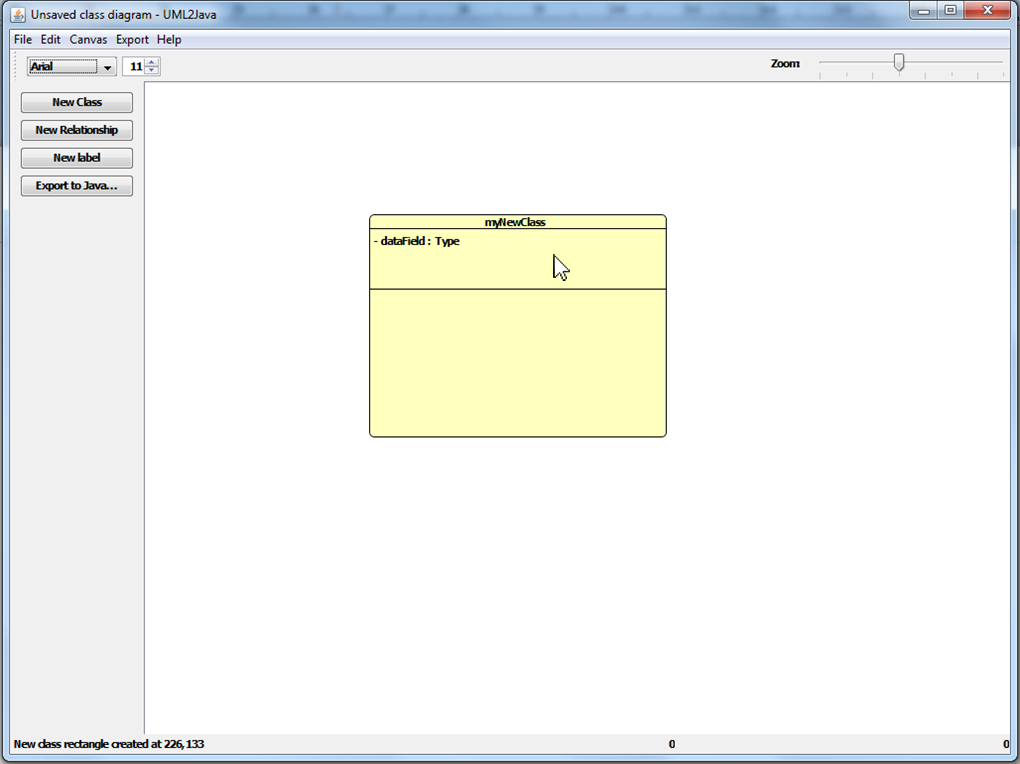 Unsaved class diagram - UML2Java
File Edit Canvas Export Help
Arial 11 Zoom
New Class
New Relationship
New label
Export to Java...
myNewClass
- dataField : Type
New class rectangle created at 226,133 0 0